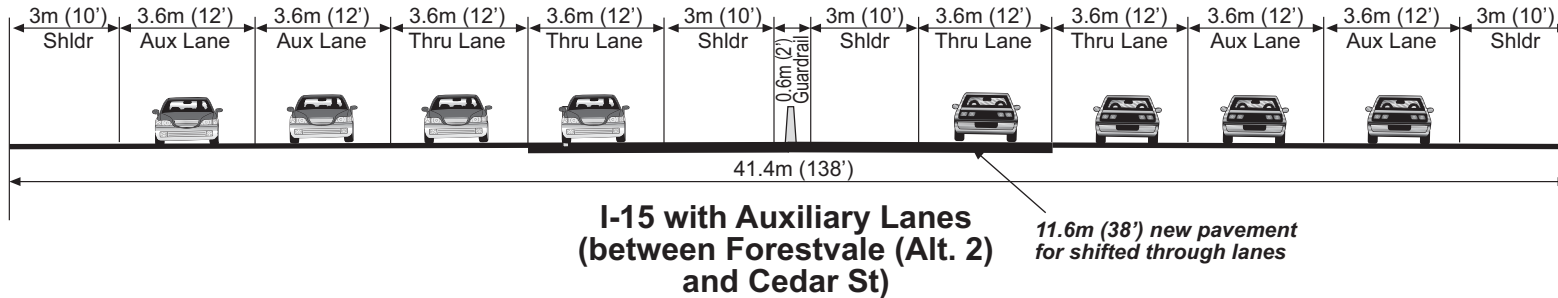 3m (10’) 3.6m (12’) 3.6m (12’) 3.6m (12’) 3.6m (12’) 3m (10’) 3m (10’) 3.6m (12’) 3.6m (12’) 3.6m (12’) 3.6m (12’) 3m (10’)
Shldr Aux Lane Aux Lane Thru Lane Thru Lane Shldr Shldr Thru Lane Thru Lane Aux Lane Aux Lane Shldr
0.6m (2’)
Guardrail
41.4m (138’)
I-15 with Auxiliary Lanes
(between Forestvale (Alt. 2)
and Cedar St)
11.6m (38’) new pavement
for shifted through lanes